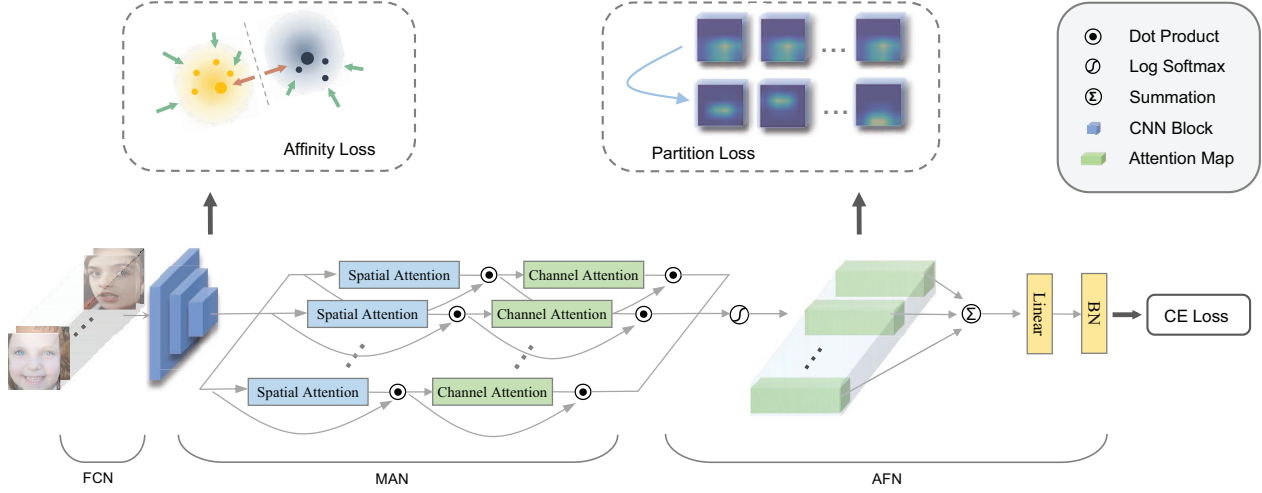 Affinity Loss
Partition Loss
Dot Product
Log Softmax
Σ Summation
CNN Block
Attention Map
Spatial Attention
Channel Attention
Spatial Attention
Channel Attention
Spatial Attention
Channel Attention
Σ
Linear
BN
CE Loss
FCN
MAN
AFN